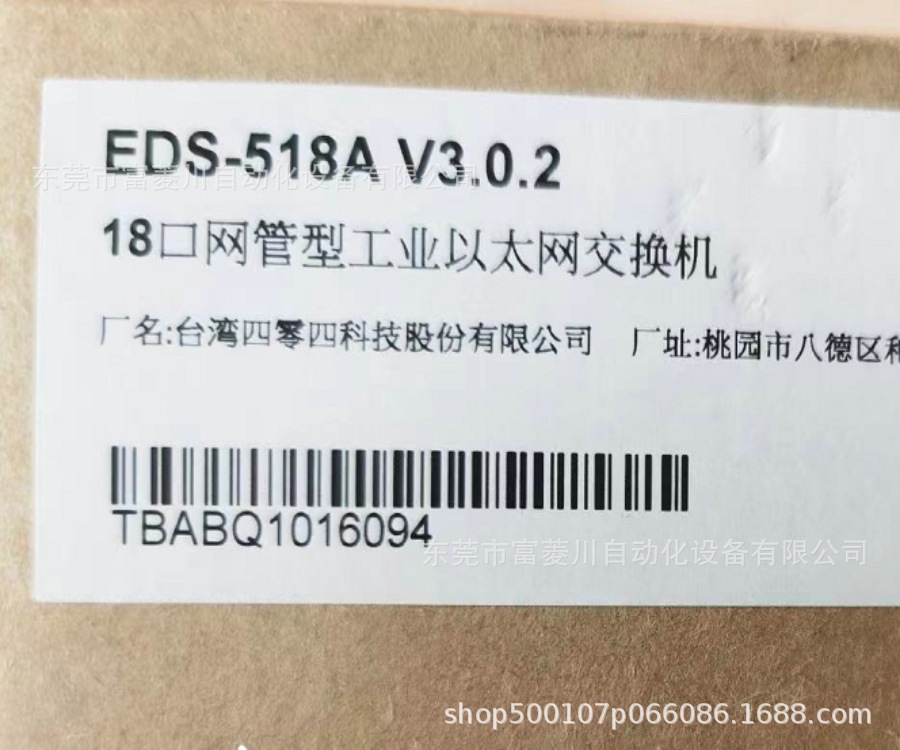 EDS-518A V3.0.2
东莞市富菱川自动化设备有限公司
18口网管型工业以太网交换机
厂名:台湾四零四科技股份有限公司 厂址:桃园市八德区和
TBABQ1016094
东莞市富菱川自动化设备有限公司
shop500107p066086.1688.com